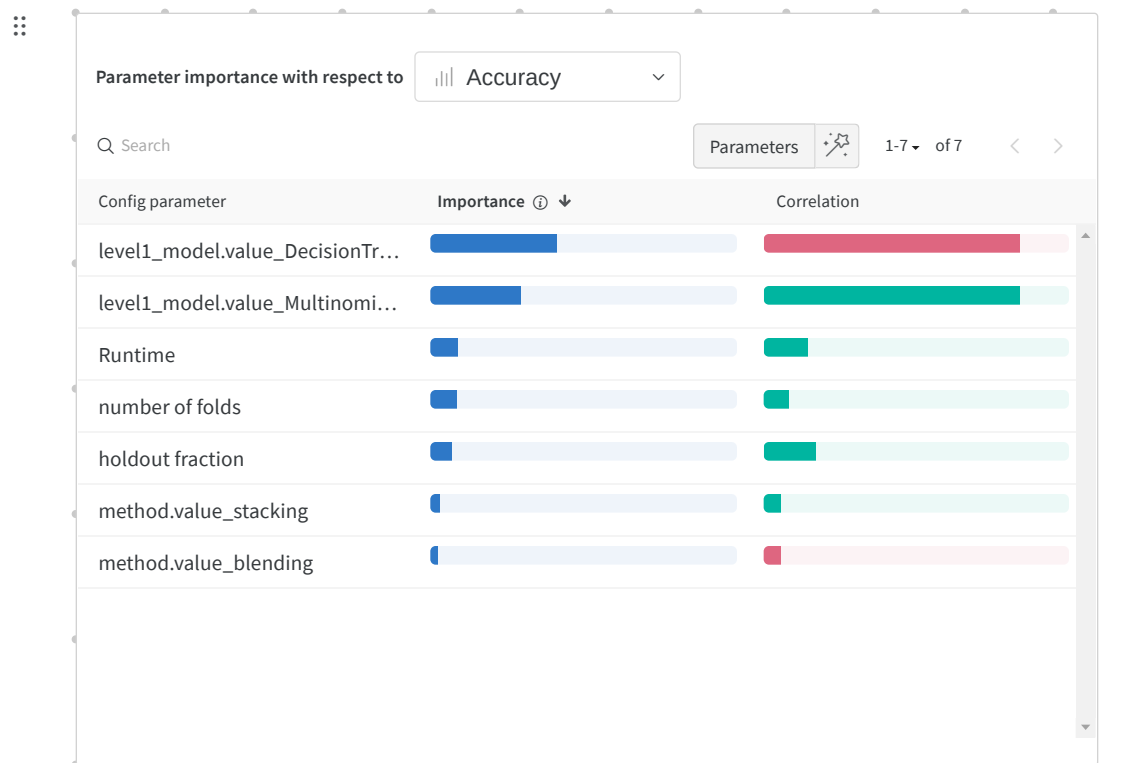 Parameter importance with respect to Accuracy
Search Parameters 1-7 of 7
Config parameter Importance Correlation
level1_model.value_DecisionTr...
level1_model.value_Multinomi...
Runtime
number of folds
holdout fraction
method.value_stacking
method.value_blending